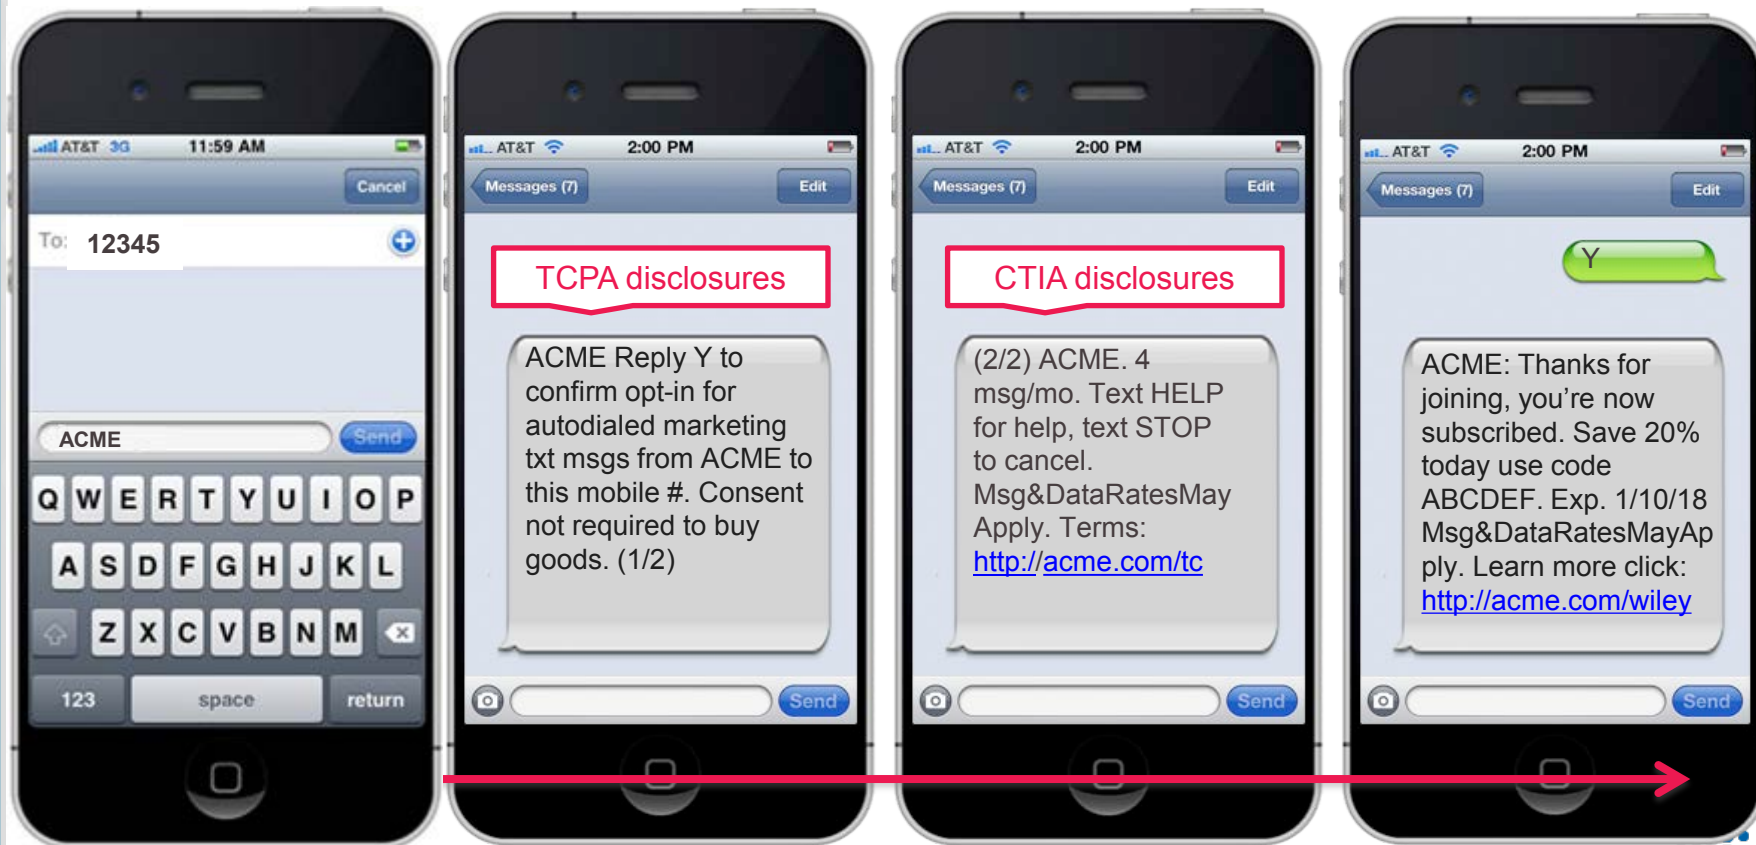 AT&T 3G 11:59 AM
Cancel
To: 12345
ACME Send
Q W E R T Y U I O P
A S D F G H J K L
Z X C V B N M
123 space return
AT&T 2:00 PM
Messages (7) Edit
TCPA disclosures
ACME Reply Y to
confirm opt-in for
autodialed marketing
txt msgs from ACME to
this mobile #. Consent
not required to buy
goods. (1/2)
Send
AT&T 2:00 PM
Messages (7) Edit
CTIA disclosures
(2/2) ACME. 4
msg/mo. Text HELP
for help, text STOP
to cancel.
Msg&DataRatesMay
Apply. Terms:
http://acme.com/tc
Send
AT&T 2:00 PM
Messages (7) Edit
Y
ACME: Thanks for
joining, you’re now
subscribed. Save 20%
today use code
ABCDEF. Exp. 1/10/18
Msg&DataRatesMayAp
ply. Learn more click:
http://acme.com/wiley
Send